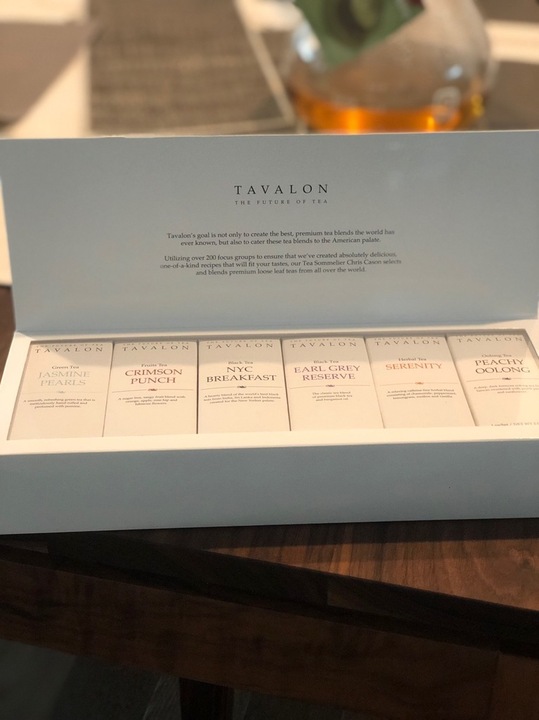 TAVALON
THE FUTURE OF TEA
Tavalon's goal is not only to create the best, premium tea blends the world has
ever known, but also to cater these tea blends to the American palate.
Utilizing over 200 focus groups to ensure that we've created absolutely delicious,
one-of-a-kind recipes that will fit your tastes, our Tea Sommelier Chris Cason selects
and blends premium loose leaf teas from all over the world.
TAVALON
Green Tea
JASMINE
PEARLS
TAVALON
Fruit Tea
CRIMSON
PUNCH
TAVALON
Black Tea
NYC
BREAKFAST
TAVALON
Black Tea
EARL GREY
RESERVE
TAVALON
Herbal Tea
SERENITY
TAVALON
Oolong Tea
PEACHY
OOLONG